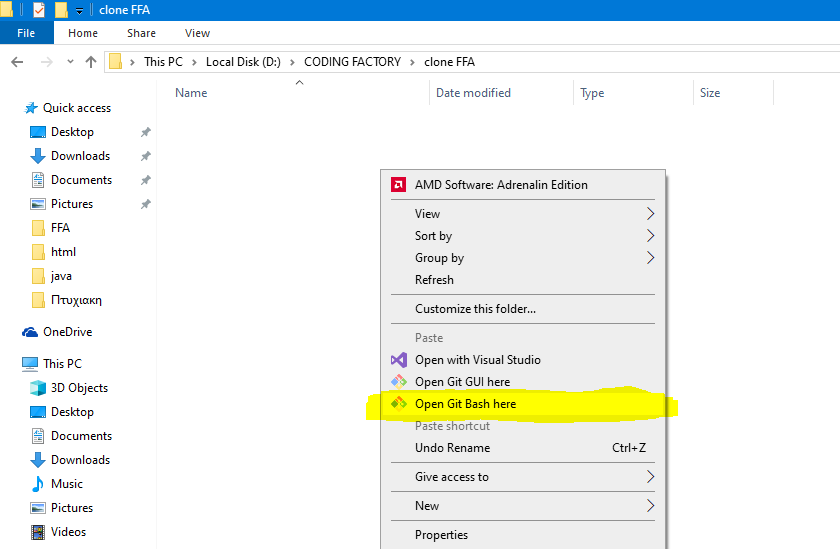 clone FFA
File Home Share View
This PC Local Disk (D:) CODING FACTORY clone FFA
Name Date modified Type Size
Quick access
Desktop
Downloads
Documents
Pictures
FFA
html
java
Πτυχιακη
OneDrive
This PC
3D Objects
Desktop
Documents
Downloads
Music
Pictures
Videos
AMD Software: Adrenalin Edition
View
Sort by
Group by
Refresh
Customize this folder...
Paste
Open with Visual Studio
Open Git GUI here
Open Git Bash here
Paste shortcut
Undo Rename Ctrl+Z
Give access to
New
Properties